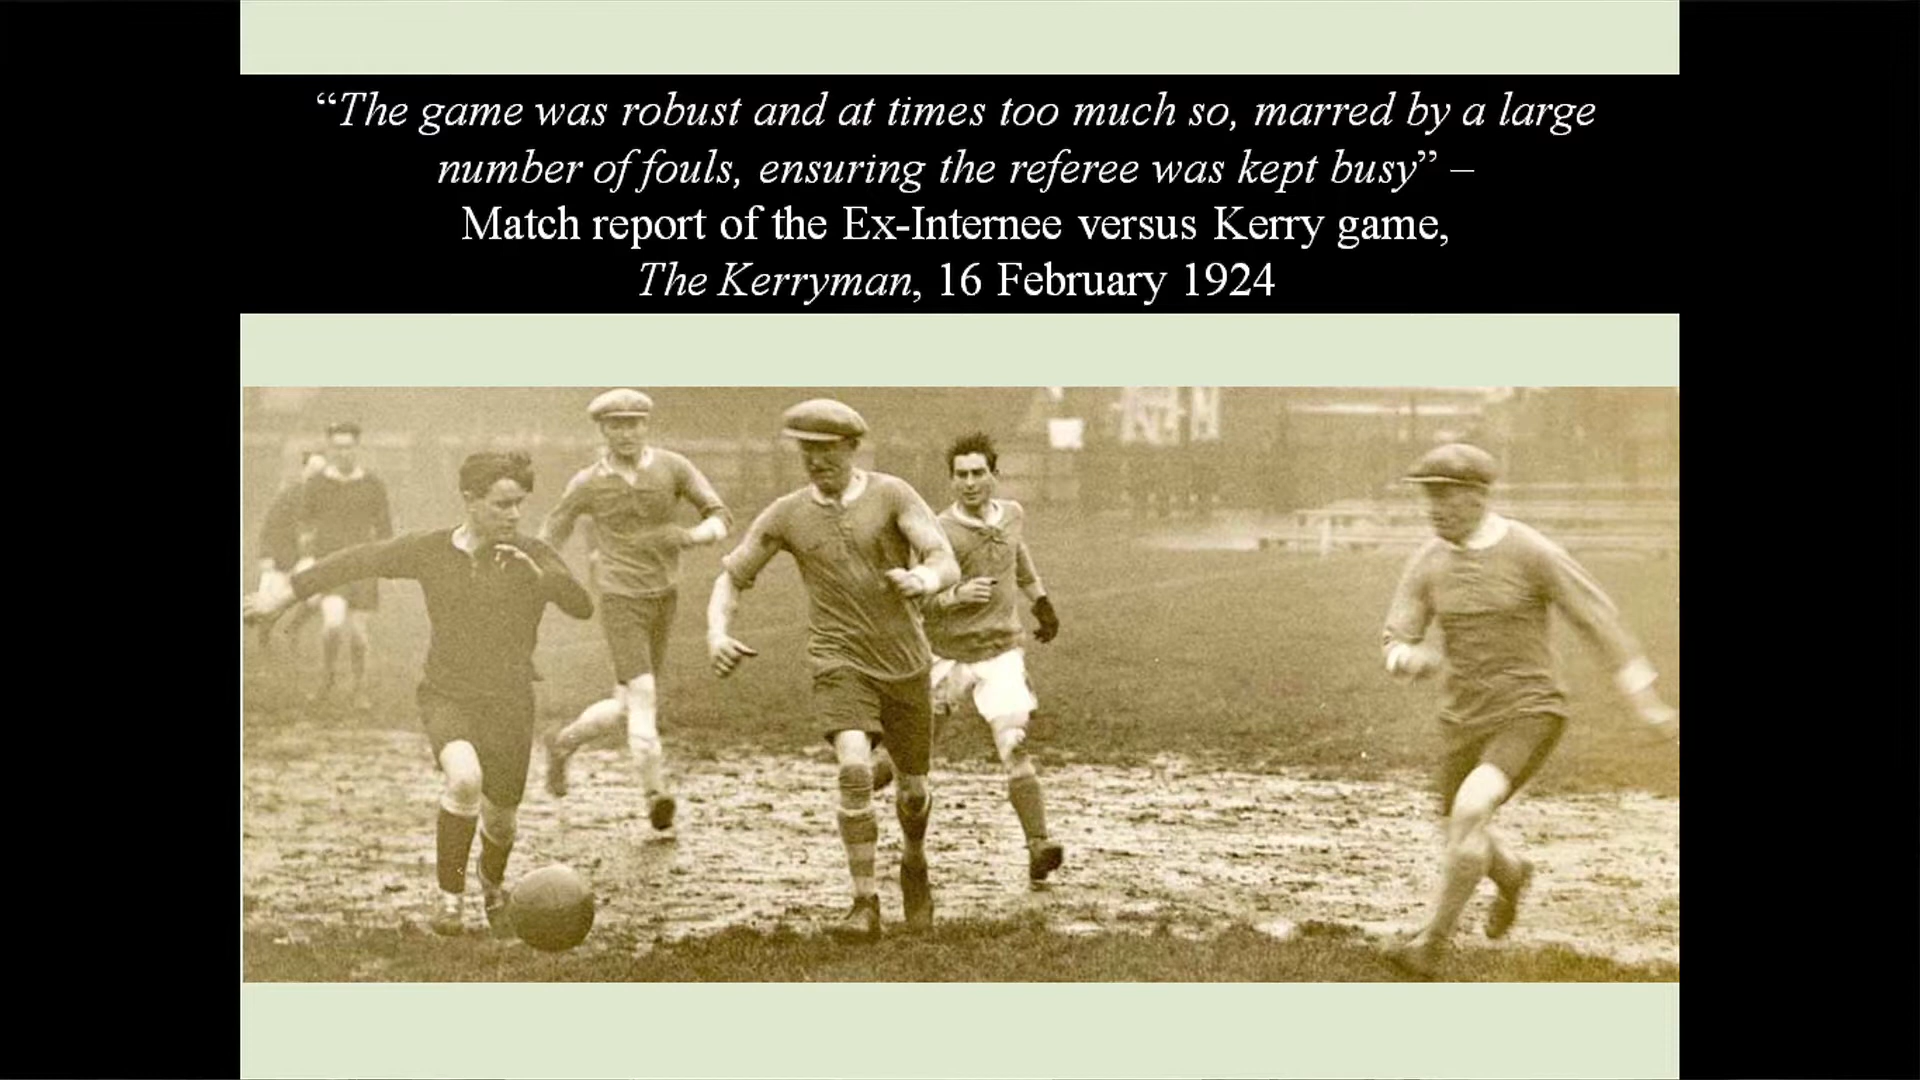 “The game was robust and at times too much so, marred by a large
number of fouls, ensuring the referee was kept busy” –
Match report of the Ex-Internee versus Kerry game,
The Kerryman, 16 February 1924